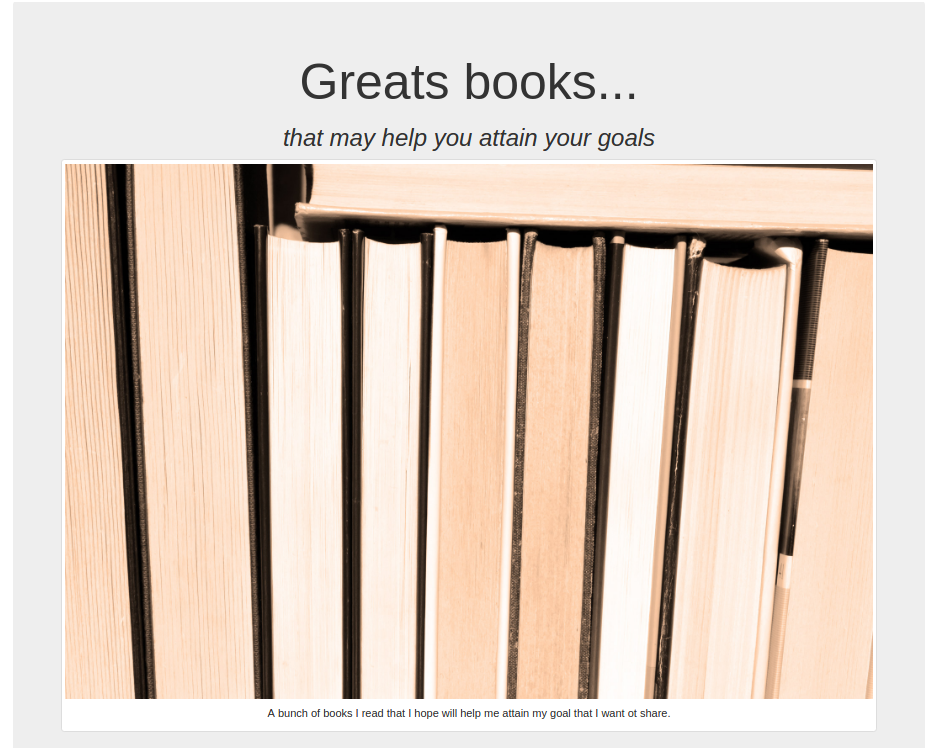 Greats books...
that may help you attain your goals
A bunch of books I read that I hope will help me attain my goal that I want ot share.